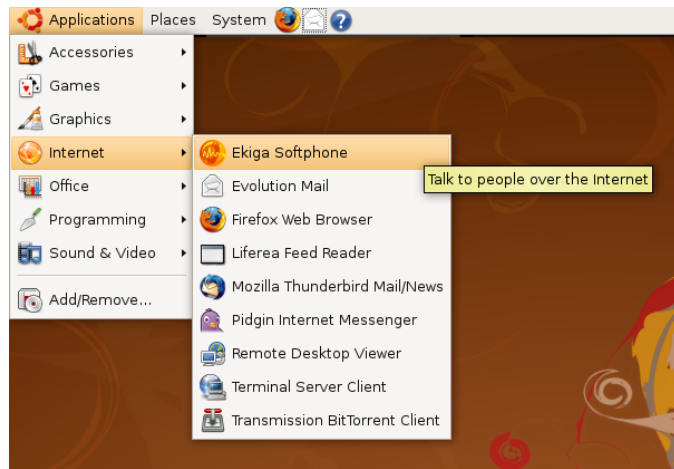 Applications Places System
Accessories
Games
Graphics
Internet
Office
Programming
Sound & Video
Add/Remove...
Ekiga Softphone
Evolution Mail
Firefox Web Browser
Liferea Feed Reader
Mozilla Thunderbird Mail/News
Pidgin Internet Messenger
Remote Desktop Viewer
Terminal Server Client
Transmission BitTorrent Client
Talk to people over the Internet